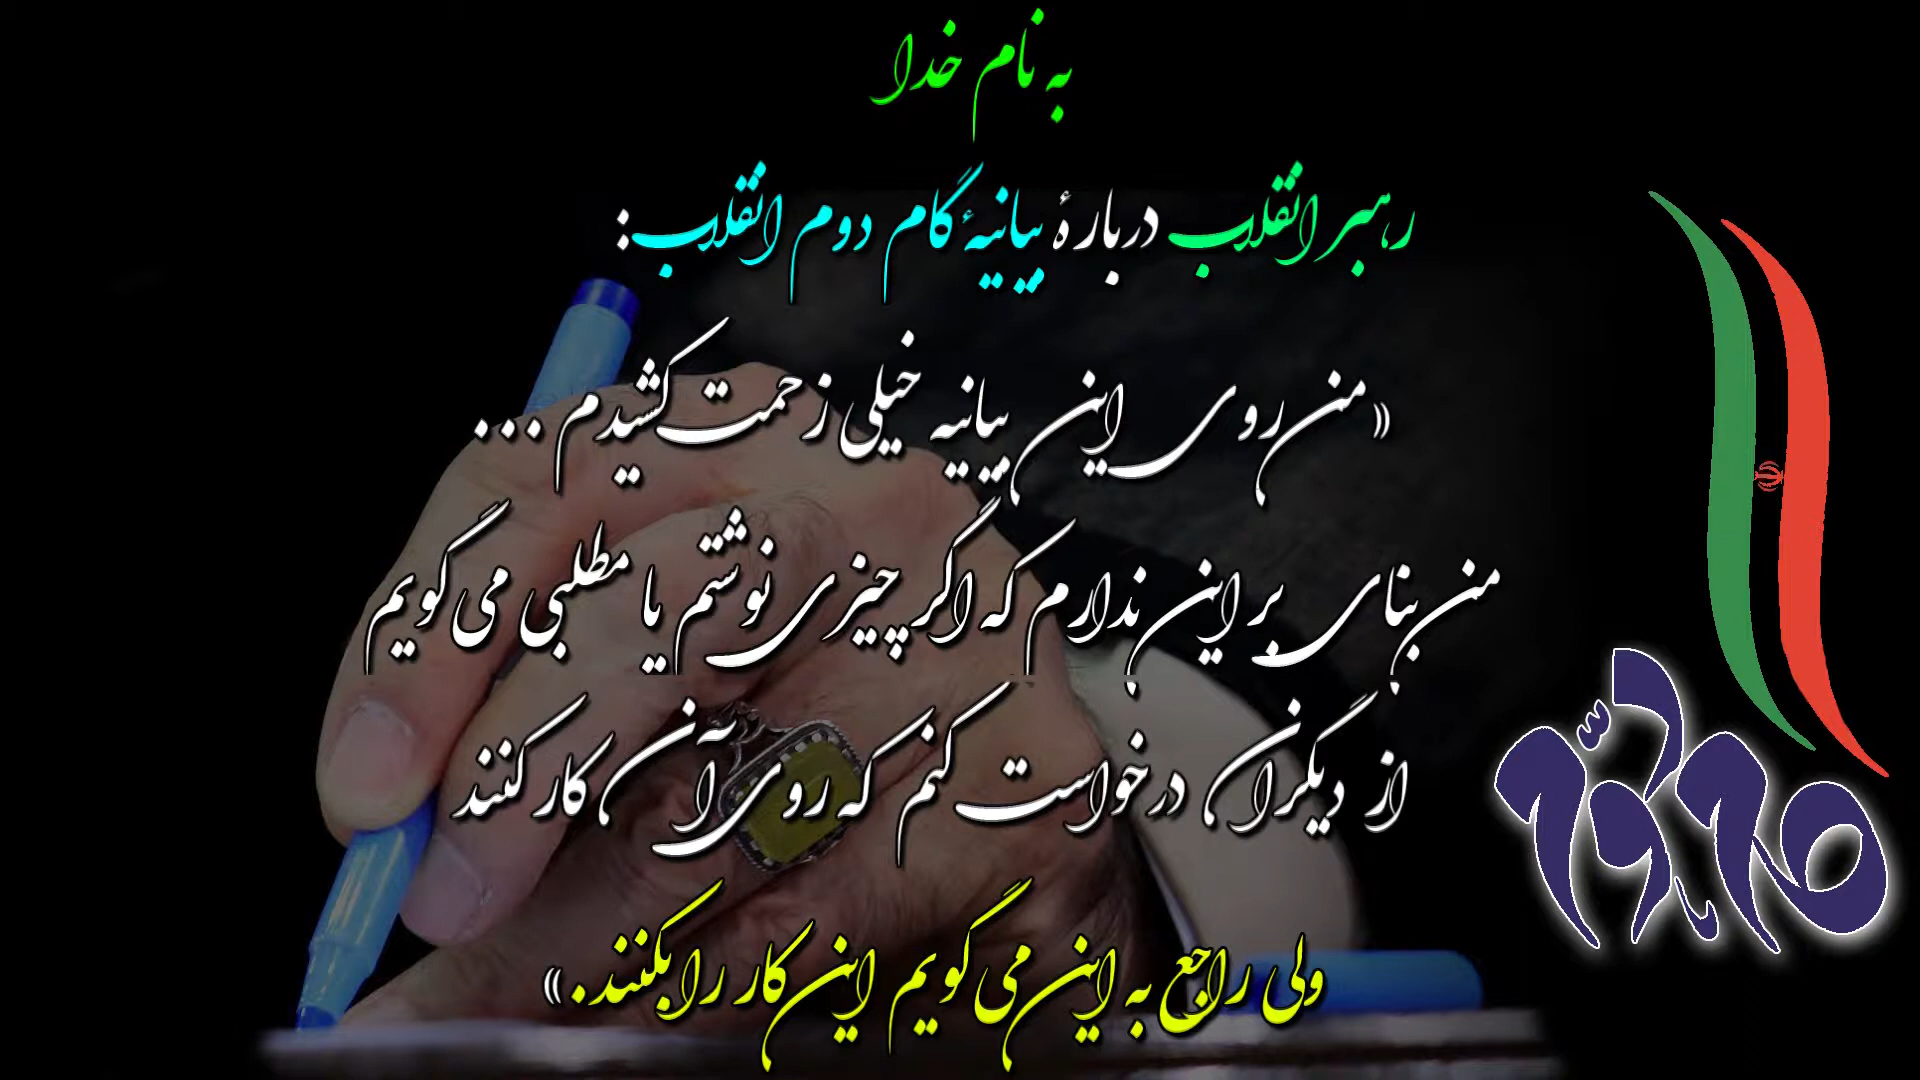 به نام خدا
رهبر انقلاب دربارهٔ بیانیهٔ گام دوم انقلاب:
«من روی این بیانیه خیلی زحمت کشیدم ...
من بنای بر این ندارم که اگر چیزی نوشتم یا مطلبی می گویم
از دیگران درخواست کنم که روی آن کار کنند
ولی راجع به این می گویم این کار را بکنند.»